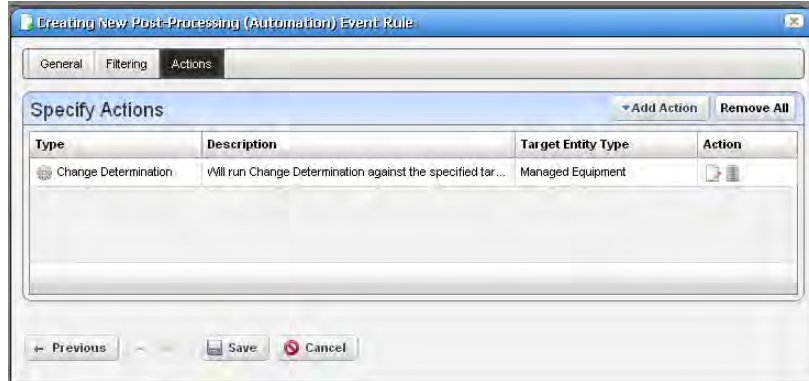 Creating New Post-Processing (Automation) Event Rule
General Filtering Actions
Specify Actions Add Action Remove All
Type Description Target Entity Type Action
Change Determination Will run Change Determination against the specified tar... Managed Equipment
Previous Save Cancel